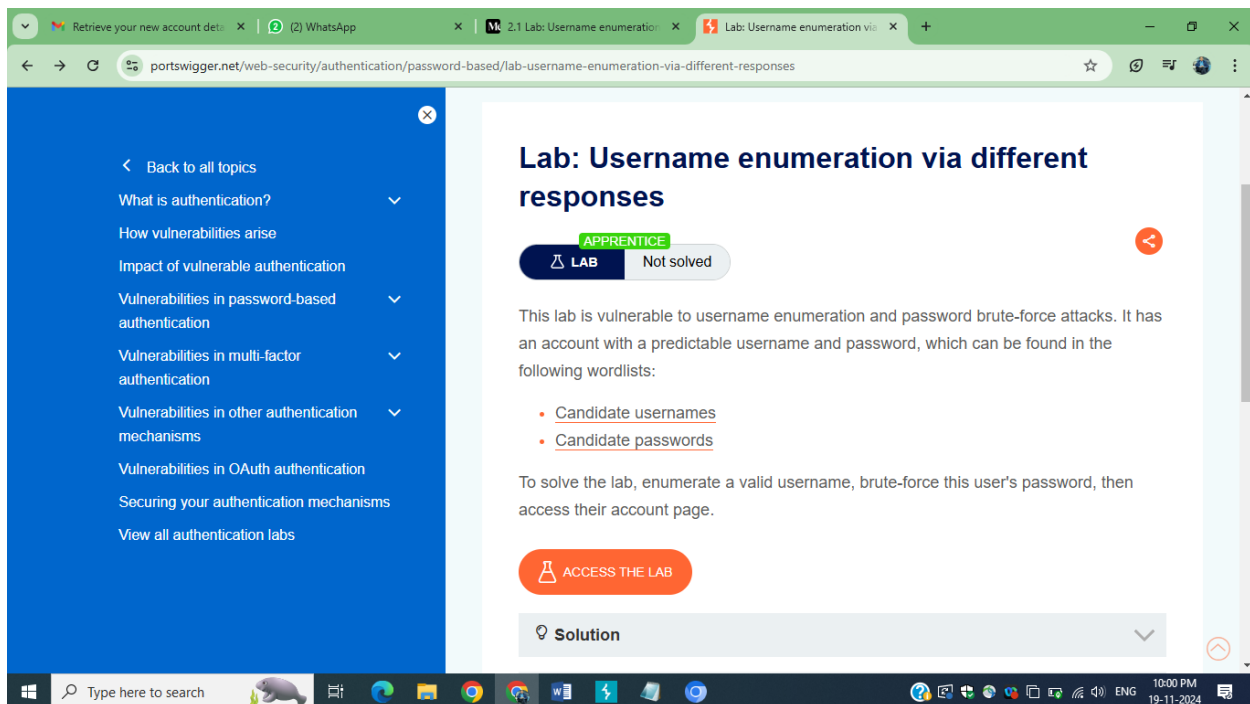 Retrieve your new account deta
(2) WhatsApp
2.1 Lab: Username enumeration
Lab: Username enumeration via
portswigger.net/web-security/authentication/password-based/lab-username-enumeration-via-different-responses
Back to all topics
What is authentication?
How vulnerabilities arise
Impact of vulnerable authentication
Vulnerabilities in password-based
authentication
Vulnerabilities in multi-factor
authentication
Vulnerabilities in other authentication
mechanisms
Vulnerabilities in OAuth authentication
Securing your authentication mechanisms
View all authentication labs
Lab: Username enumeration via different
responses
APPRENTICE
LAB Not solved
This lab is vulnerable to username enumeration and password brute-force attacks. It has
an account with a predictable username and password, which can be found in the
following wordlists:
• Candidate usernames
• Candidate passwords
To solve the lab, enumerate a valid username, brute-force this user's password, then
access their account page.
ACCESS THE LAB
Solution
Type here to search
ENG
10:00 PM
19-11-2024